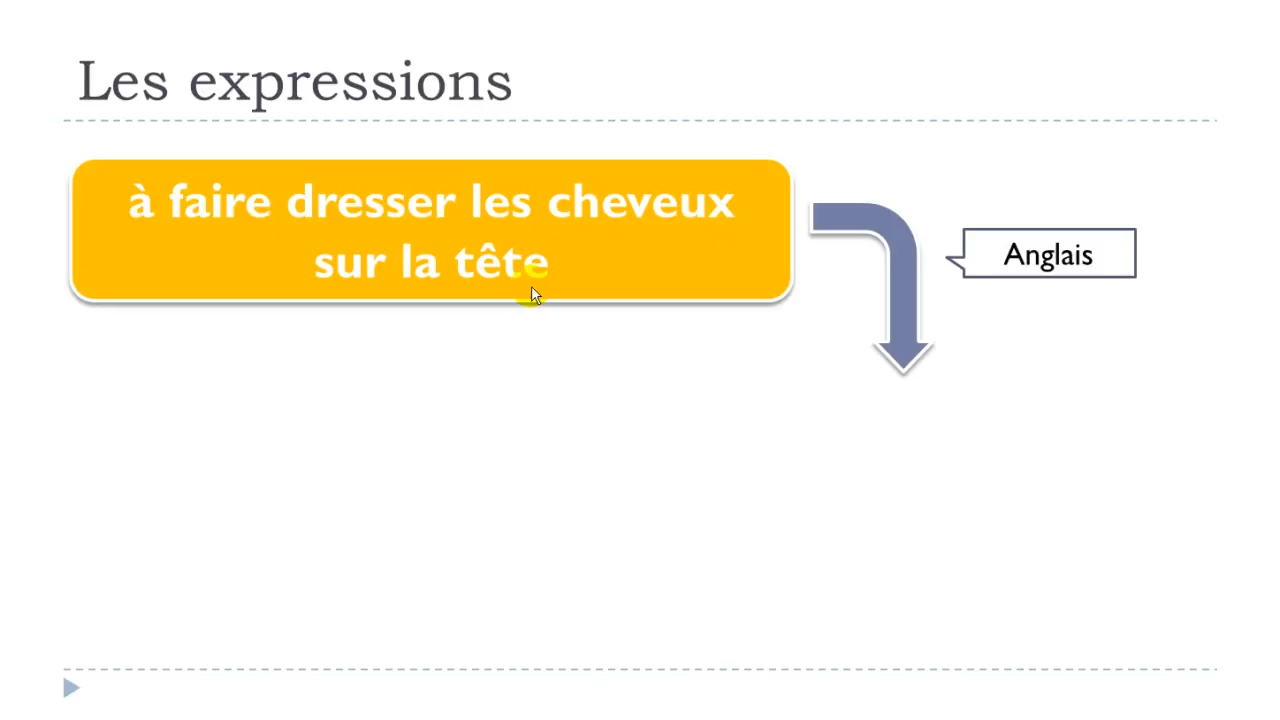 Les expressions
à faire dresser les cheveux
sur la tête
Anglais